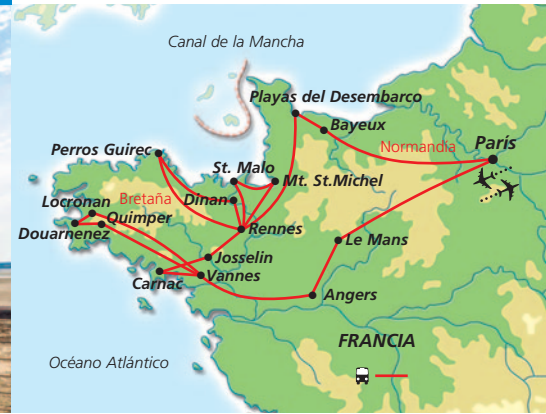 Canal de la Mancha
Playas del Desembarco
Bayeux
Normandía
París
Perros Guirec
St. Malo
Mt. St.Michel
Locronan
Bretaña
Dinan
Quimper
Douarnenez
Rennes
Le Mans
Josselin
Carnac
Vannes
Angers
FRANCIA
Océano Atlántico